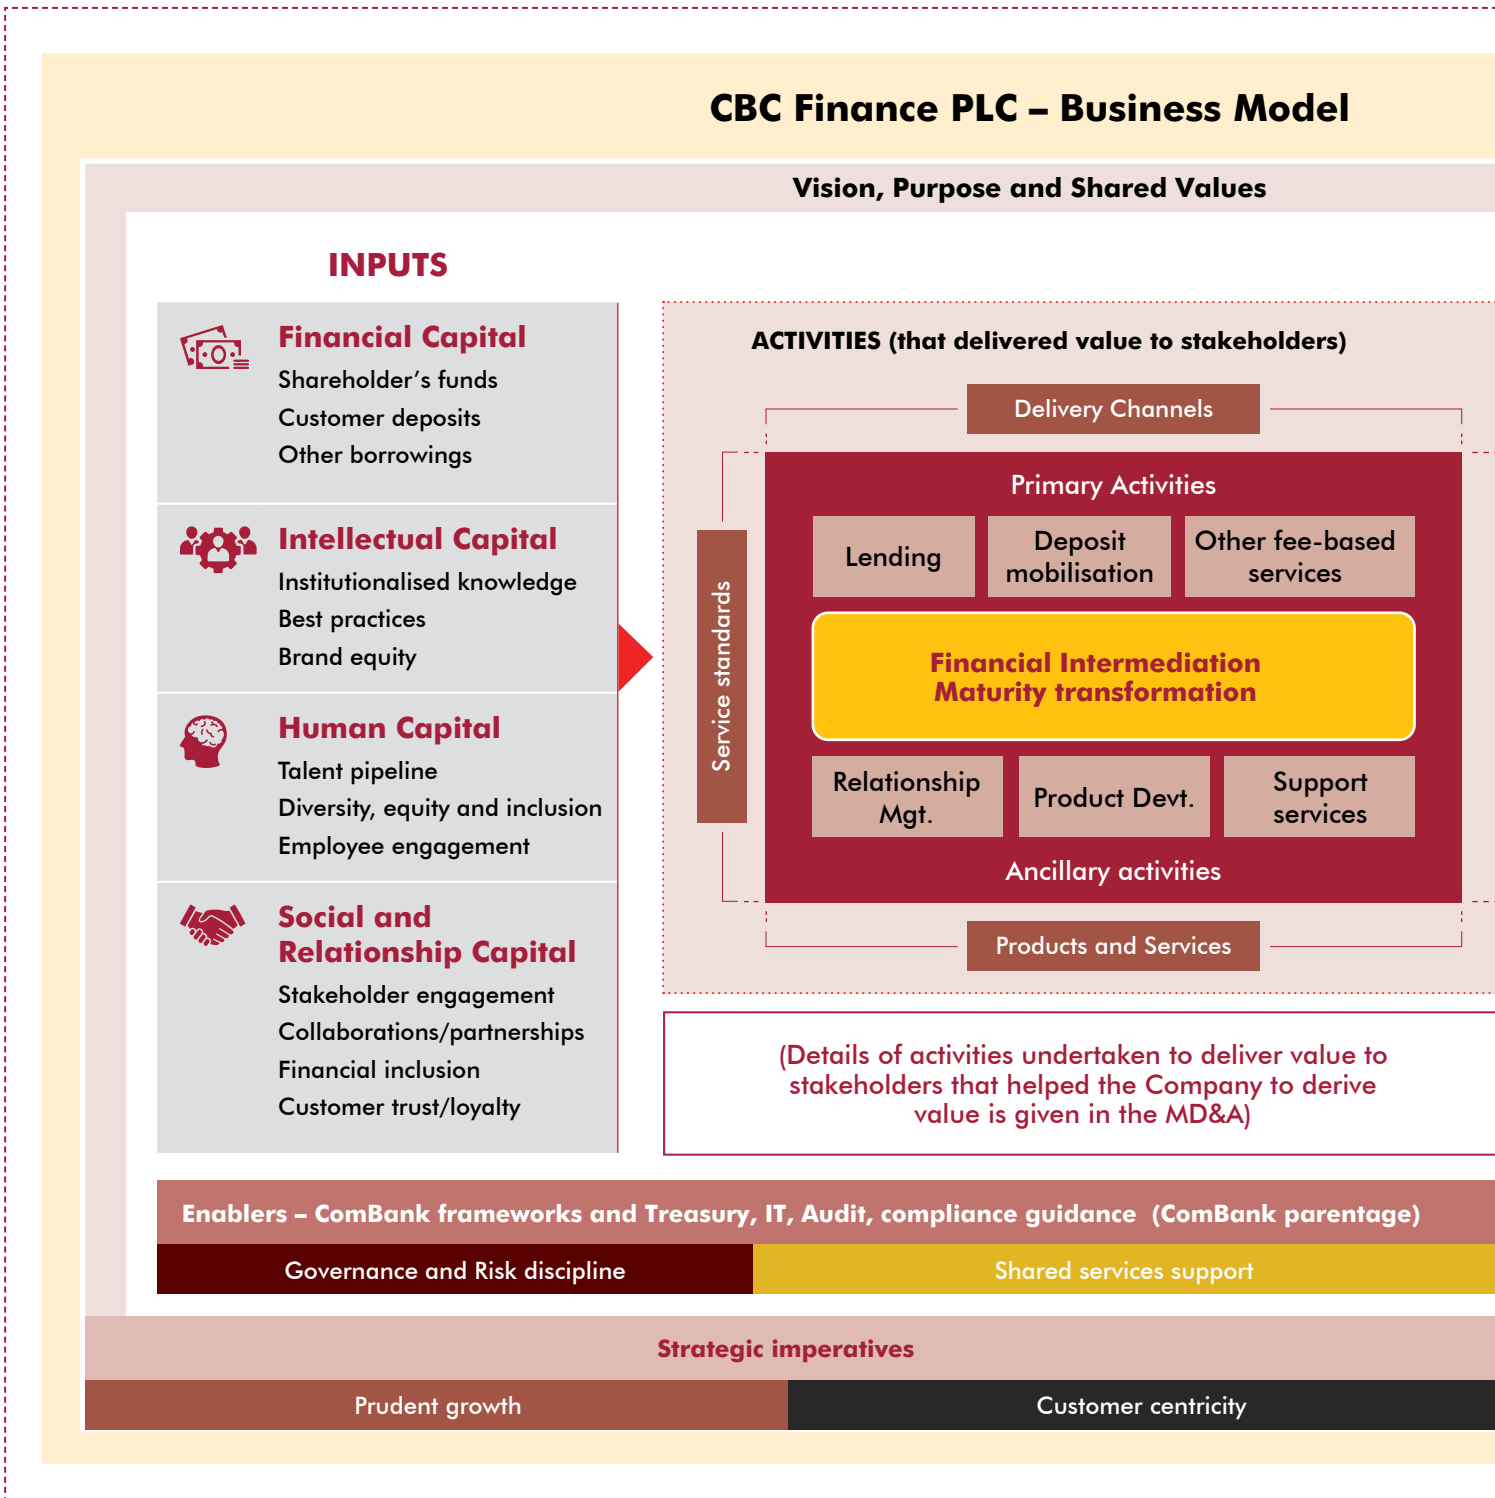 CBC Finance PLC – Business Model
Vision, Purpose and Shared Values
INPUTS
Financial Capital
Shareholder’s funds
Customer deposits
Other borrowings
Intellectual Capital
Institutionalised knowledge
Best practices
Brand equity
Human Capital
Talent pipeline
Diversity, equity and inclusion
Employee engagement
Social and
Relationship Capital
Stakeholder engagement
Collaborations/partnerships
Financial inclusion
Customer trust/loyalty
ACTIVITIES (that delivered value to stakeholders)
Delivery Channels
Service standards
Primary Activities
Lending
Deposit
mobilisation
Other fee-based
services
Financial Intermediation
Maturity transformation
Relationship
Mgt.
Product Devt.
Support
services
Ancillary activities
Products and Services
(Details of activities undertaken to deliver value to
stakeholders that helped the Company to derive
value is given in the MD&A)
Enablers – ComBank frameworks and Treasury, IT, Audit, compliance guidance (ComBank parentage)
Governance and Risk discipline
Shared services support
Strategic imperatives
Prudent growth
Customer centricity